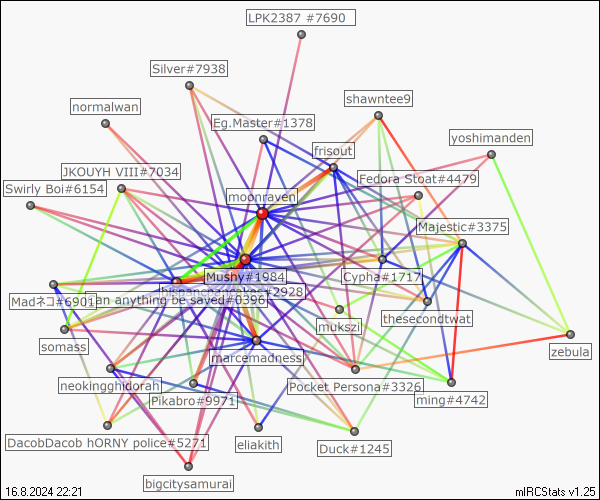 LPK2387 #7690
Silver#7938
shawntee9
normalwan
Eg.Master#1378
yoshimanden
frisout
JKOUYH VIII#7034
Fedora Stoat#4479
Swirly Boi#6154
moonraven
Majestic#3375
Mushy#1984
Cypha#1717
Madネコ#6901
can anything be saved#0396
thesecondtwat
mukszi
somass
marcemadness
zebula
neokingghidorah
Pocket Persona#3326
Pikabro#9971
ming#4742
DacobDacob hORNY police#5271
eliakith
Duck#1245
bigcitysamurai
16.8.2024 22:21
mIRCStats v1.25